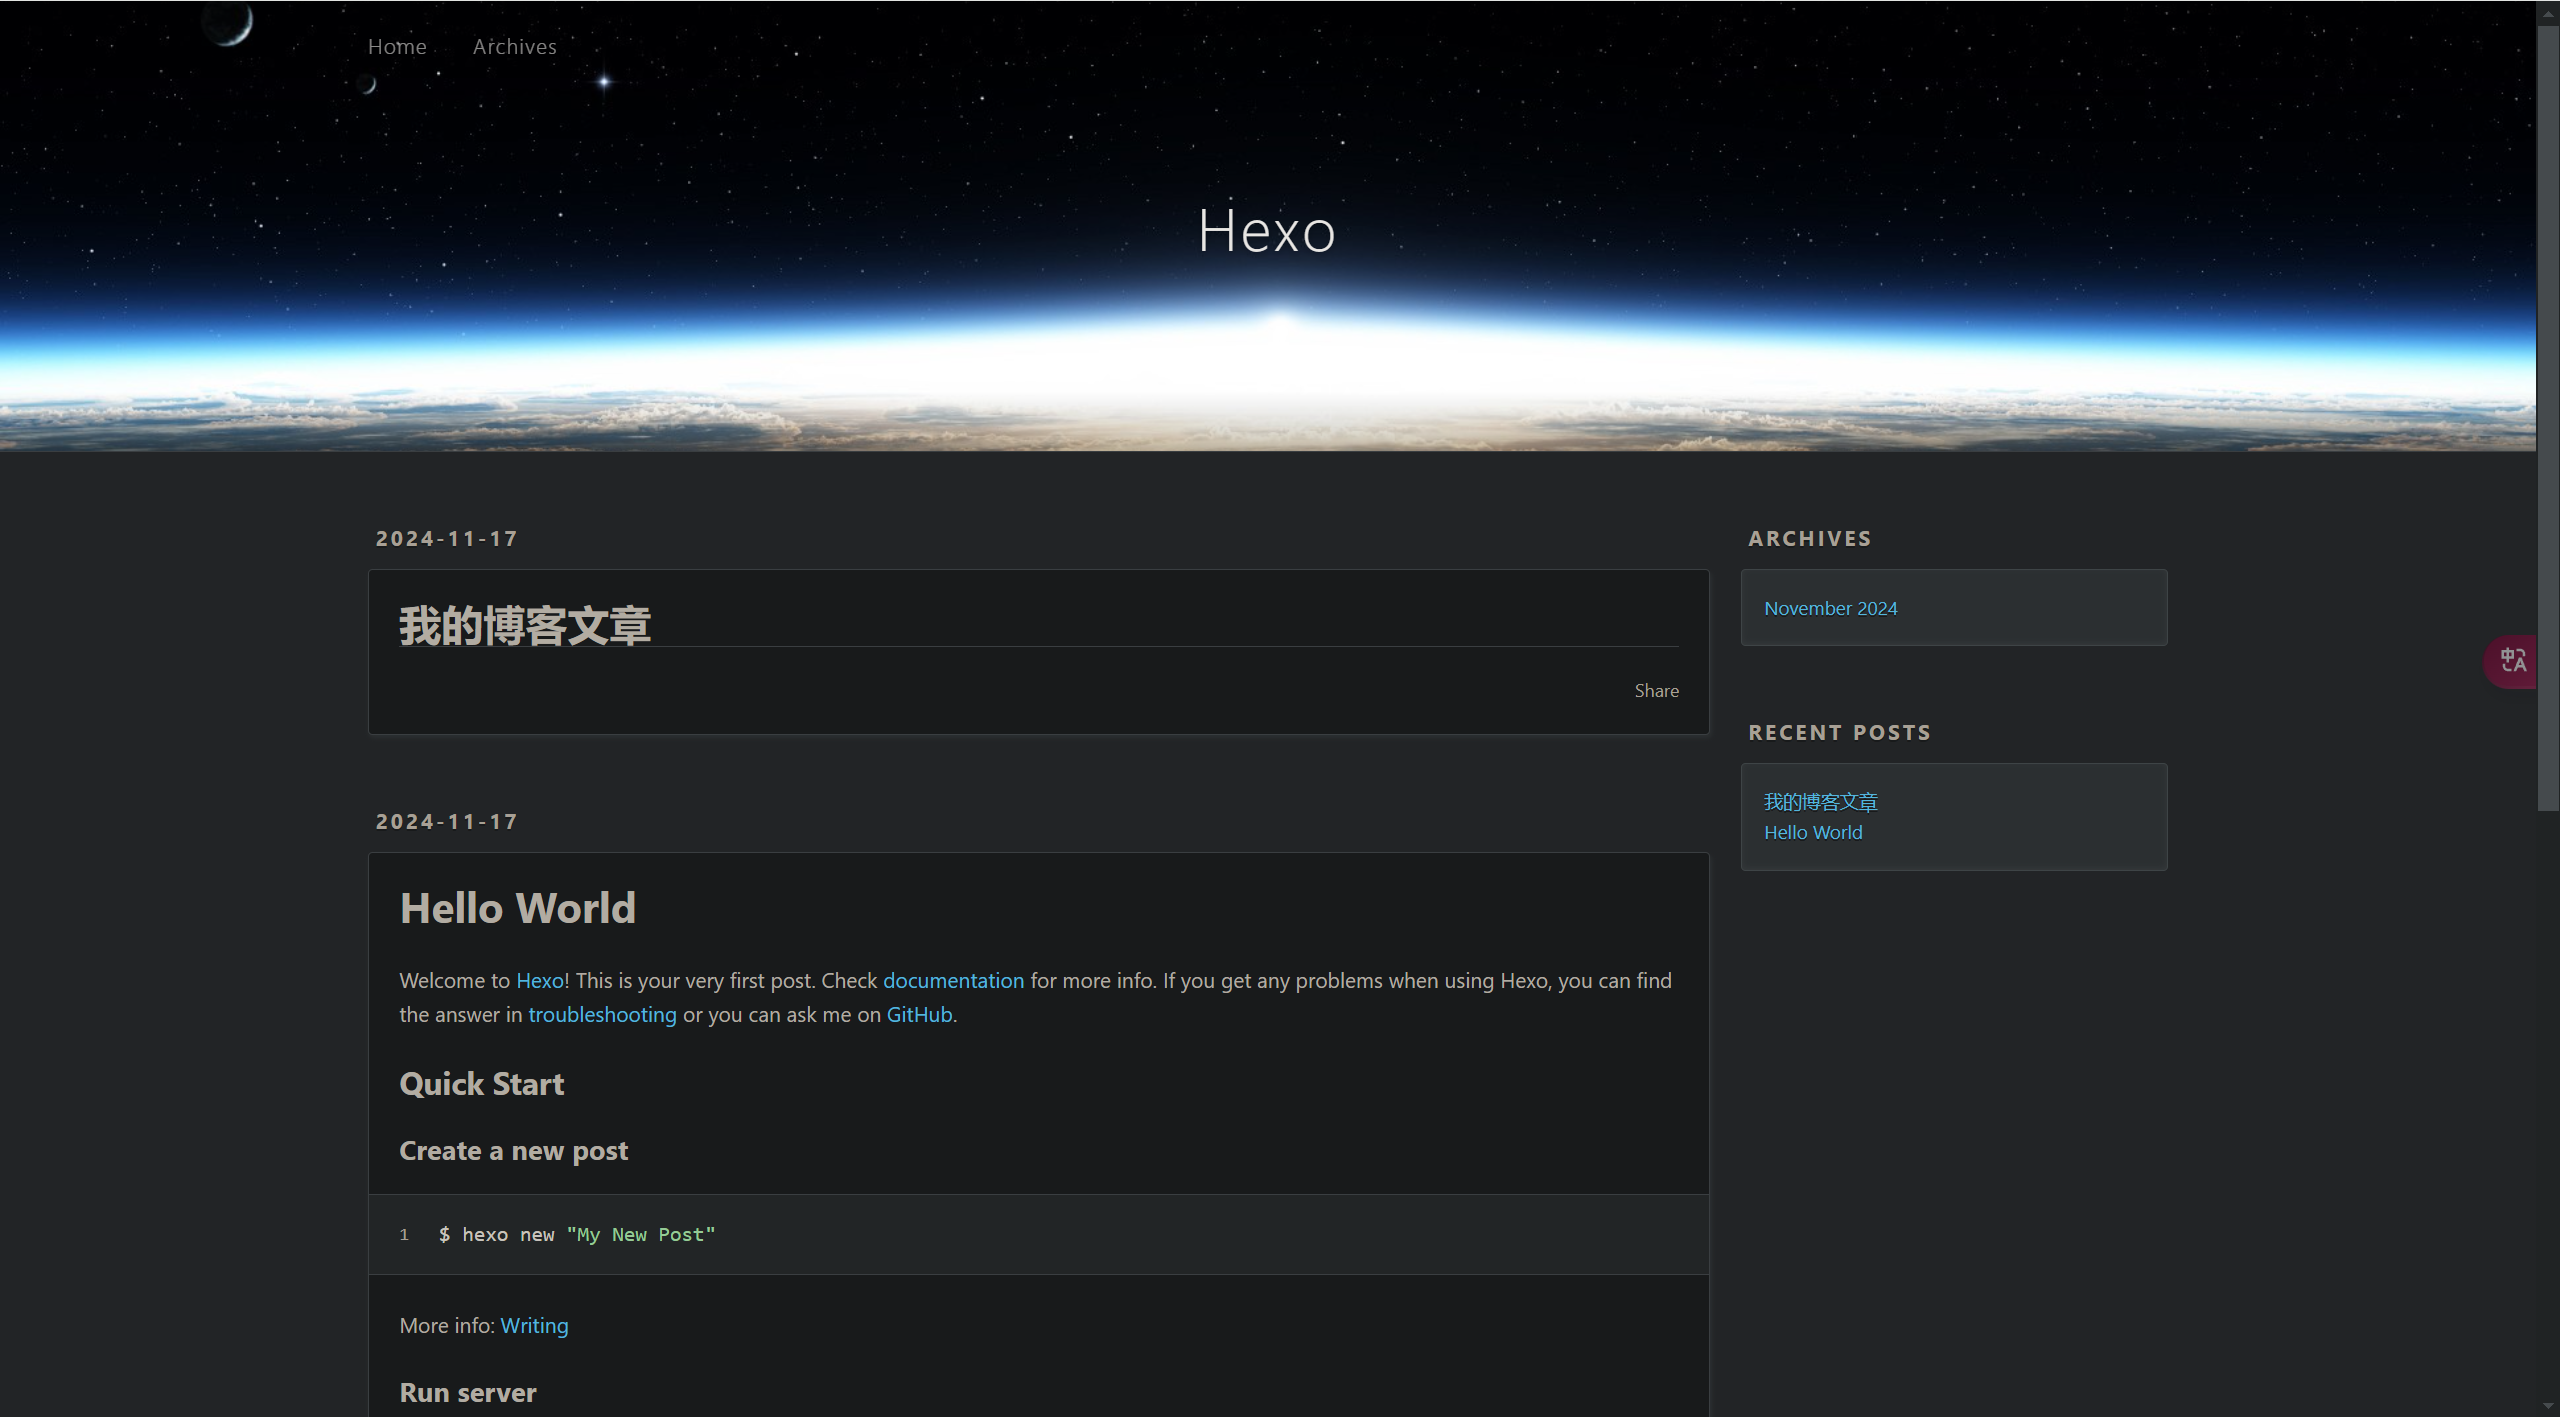 Home Archives
Hexo
2024-11-17
我的博客文章
Share
2024-11-17
Hello World
Welcome to Hexo! This is your very first post. Check documentation for more info. If you get any problems when using Hexo, you can find
the answer in troubleshooting or you can ask me on GitHub.
Quick Start
Create a new post
1 $ hexo new "My New Post"
More info: Writing
Run server
ARCHIVES
November 2024
RECENT POSTS
我的博客文章
Hello World
中A